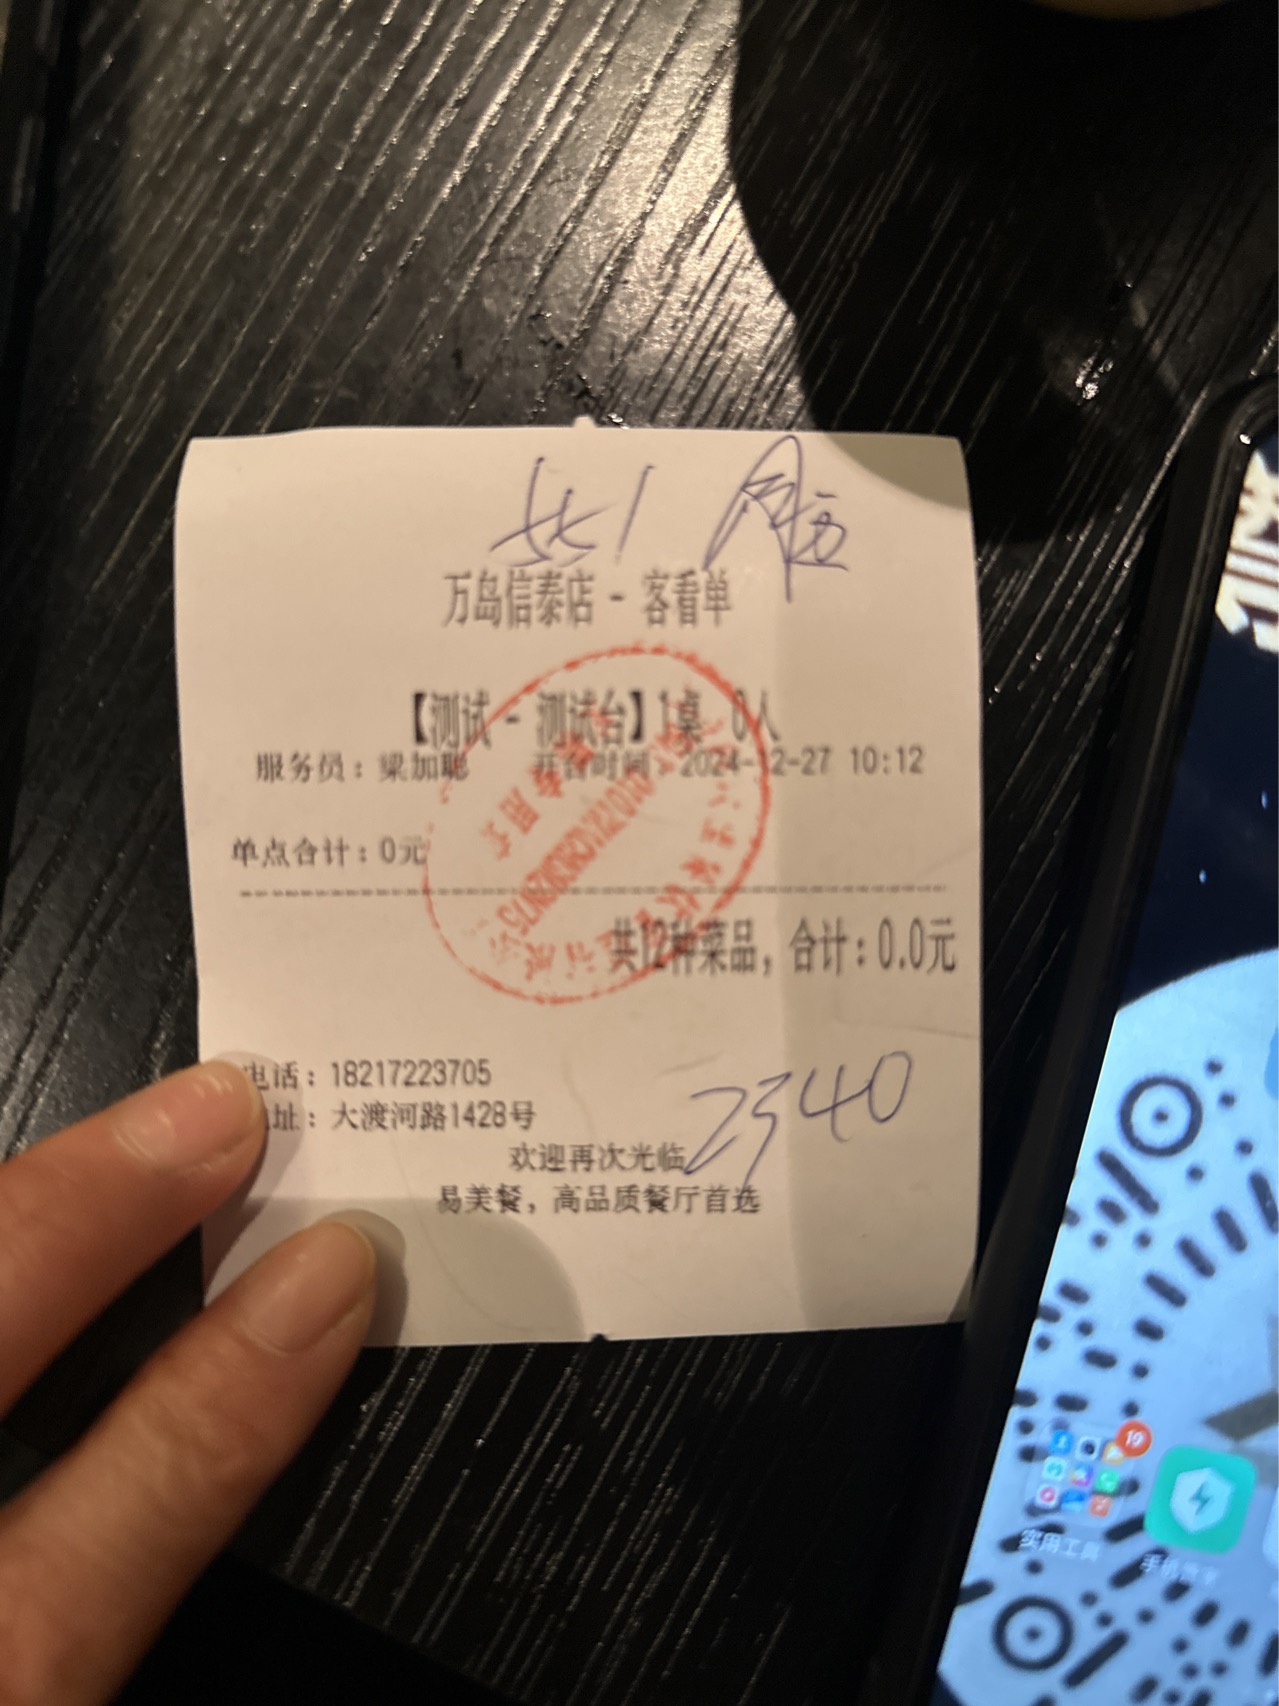 551
万岛信泰店 - 客看单
【测试 - 测试台】1桌 0人
服务员：梁加聪 开台时间：2024-12-27 10:12
单点合计：0元
共12种菜品，合计：0.0元
电话：18217223705
地址：大渡河路1428号
2340
欢迎再次光临
易美餐，高品质餐厅首选
19
实用工具